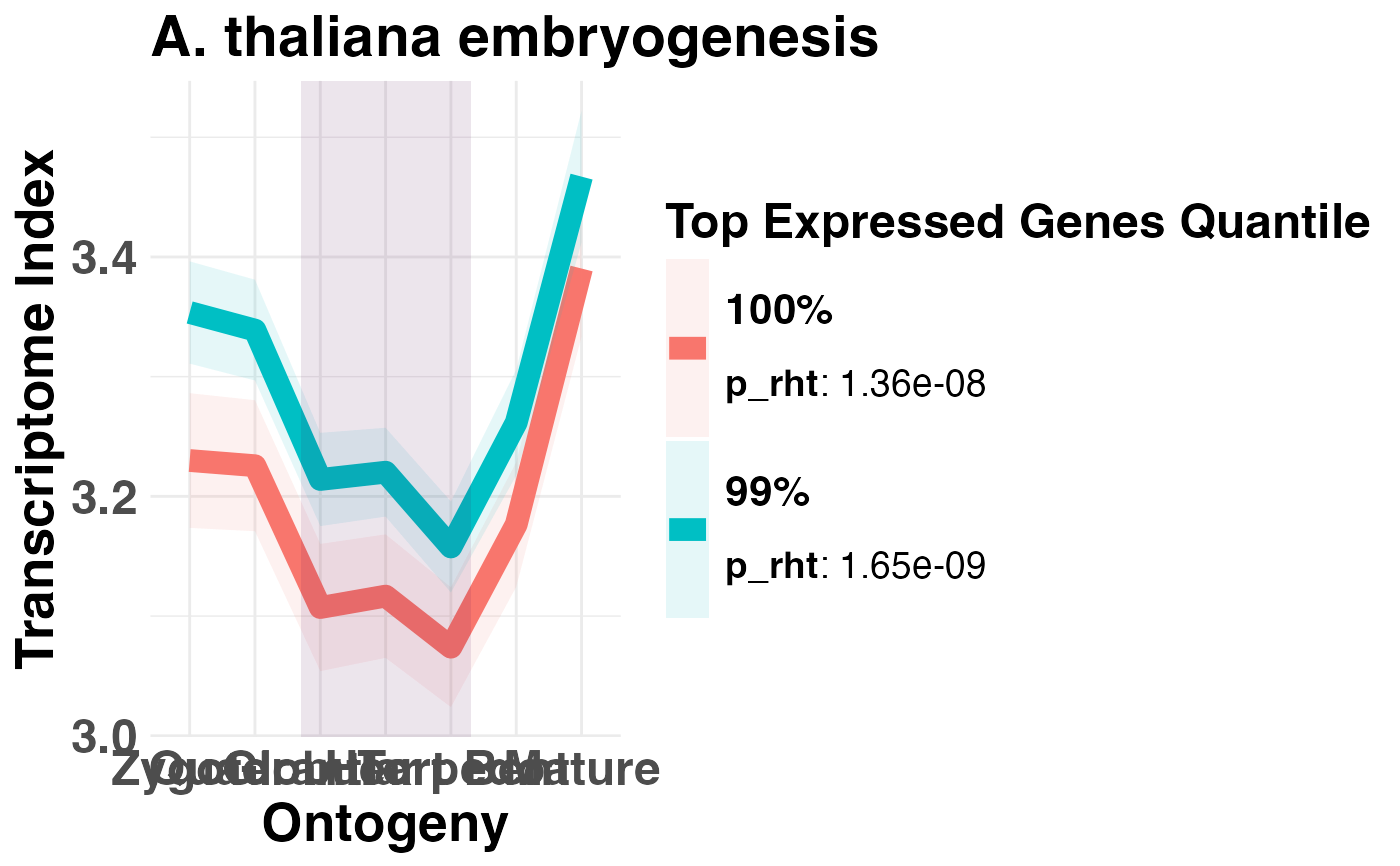 A. thaliana embryogenesis
Transcriptome Index
3.4
3.2
3.0
Zygote Quadrant Globular Heart Torpedo Bent Mature
Ontogeny
Top Expressed Genes Quantile
100%
p_rht: 1.36e-08
99%
p_rht: 1.65e-09